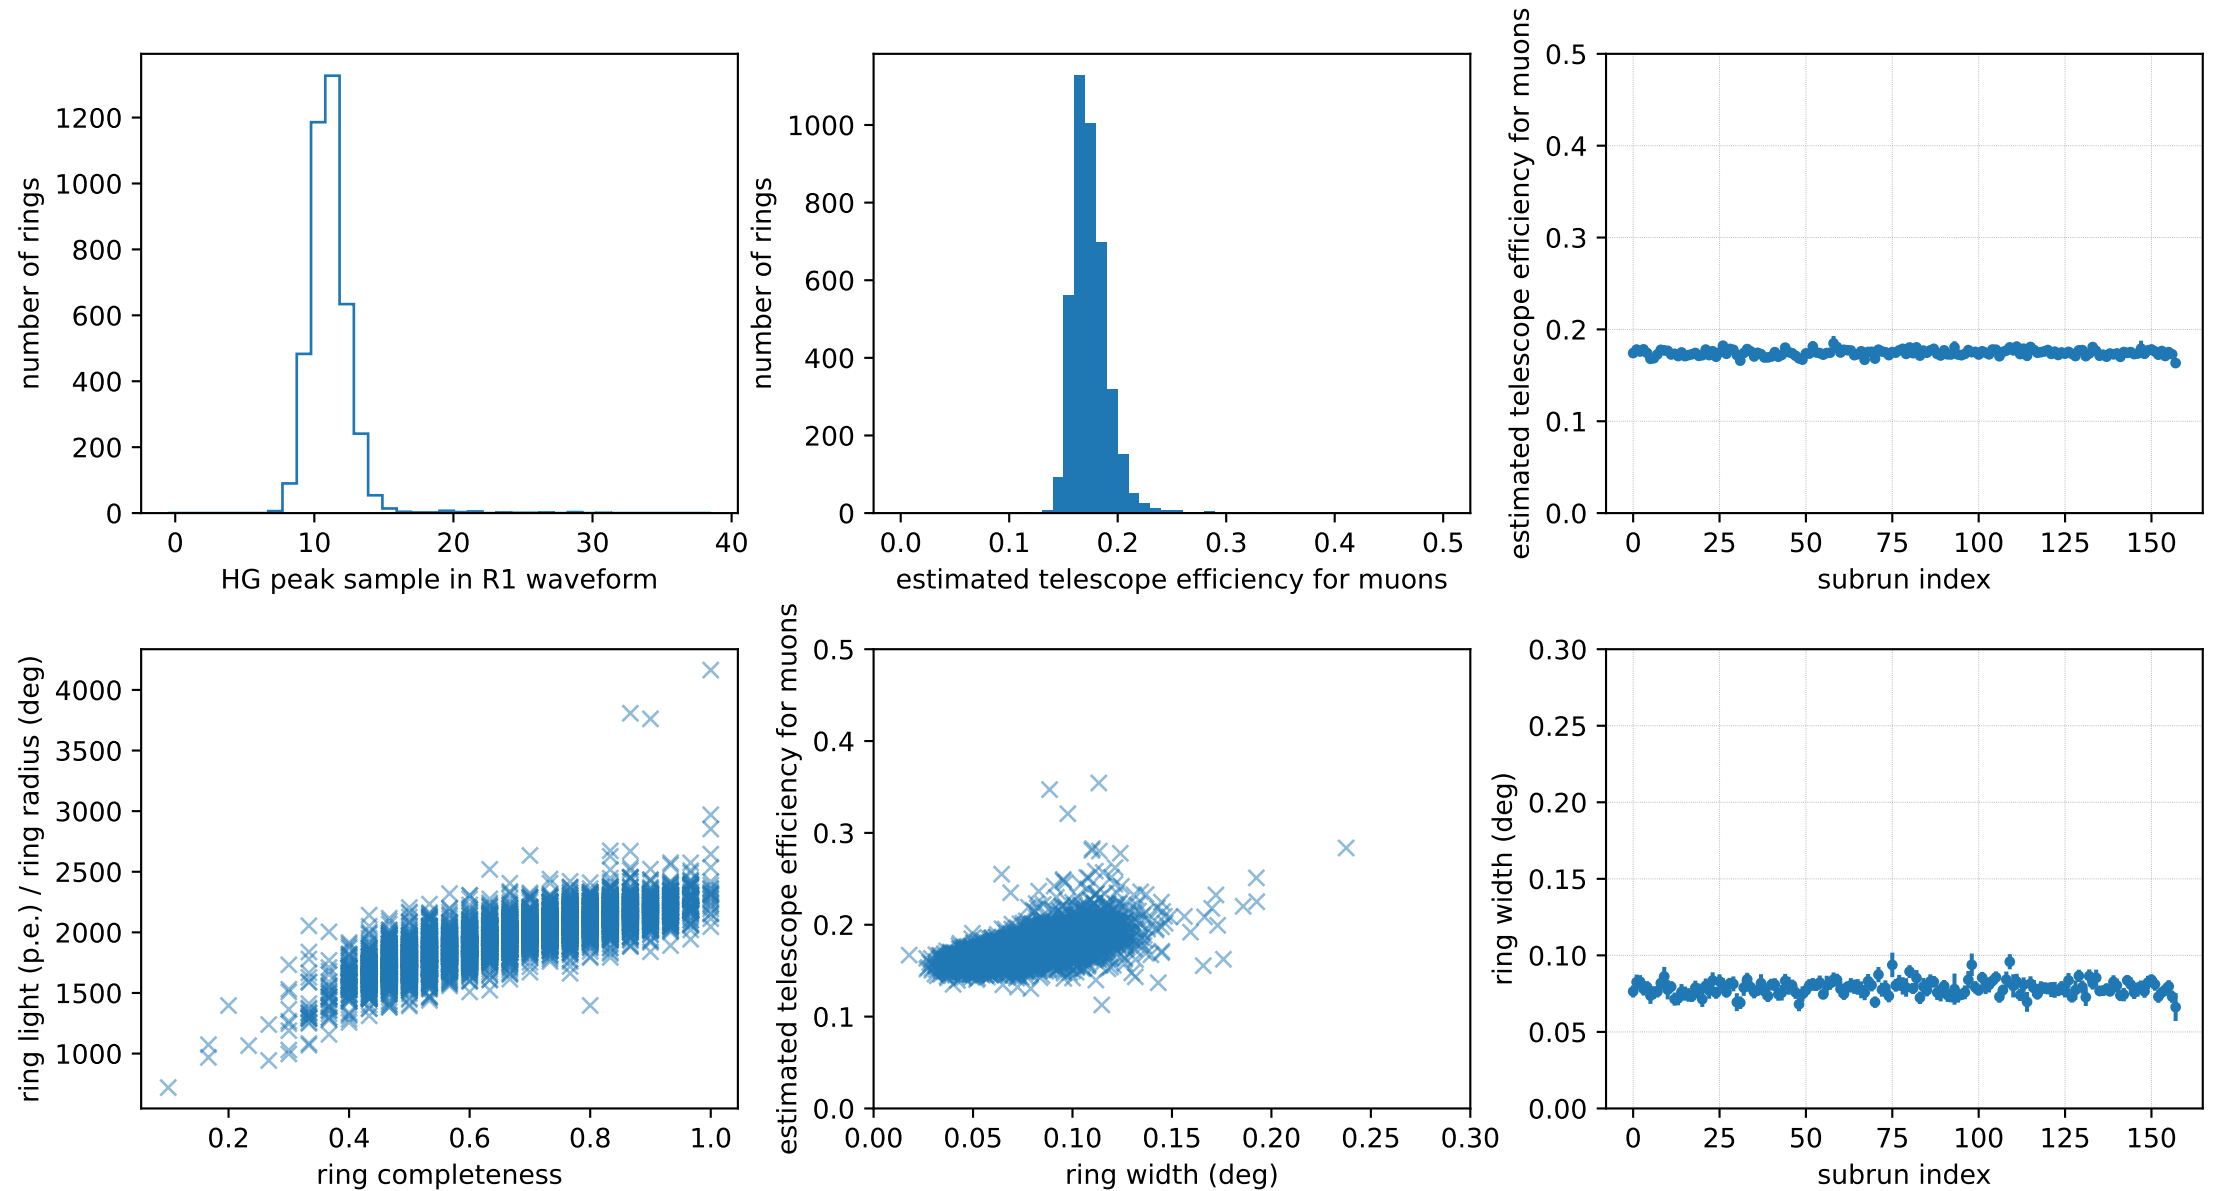 number of rings
1200
1000
800
600
400
200
0
0 10 20 30 40
HG peak sample in R1 waveform
number of rings
1000
800
600
400
200
0
0.0 0.1 0.2 0.3 0.4 0.5
estimated telescope efficiency for muons
estimated telescope efficiency for muons
0.5
0.4
0.3
0.2
0.1
0.0
0 25 50 75 100 125 150
subrun index
ring light (p.e.) / ring radius (deg)
4000
3500
3000
2500
2000
1500
1000
0.2 0.4 0.6 0.8 1.0
ring completeness
estimated telescope efficiency for muons
0.5
0.4
0.3
0.2
0.1
0.0
0.00 0.05 0.10 0.15 0.20 0.25 0.30
ring width (deg)
ring width (deg)
0.30
0.25
0.20
0.15
0.10
0.05
0.00
0 25 50 75 100 125 150
subrun index